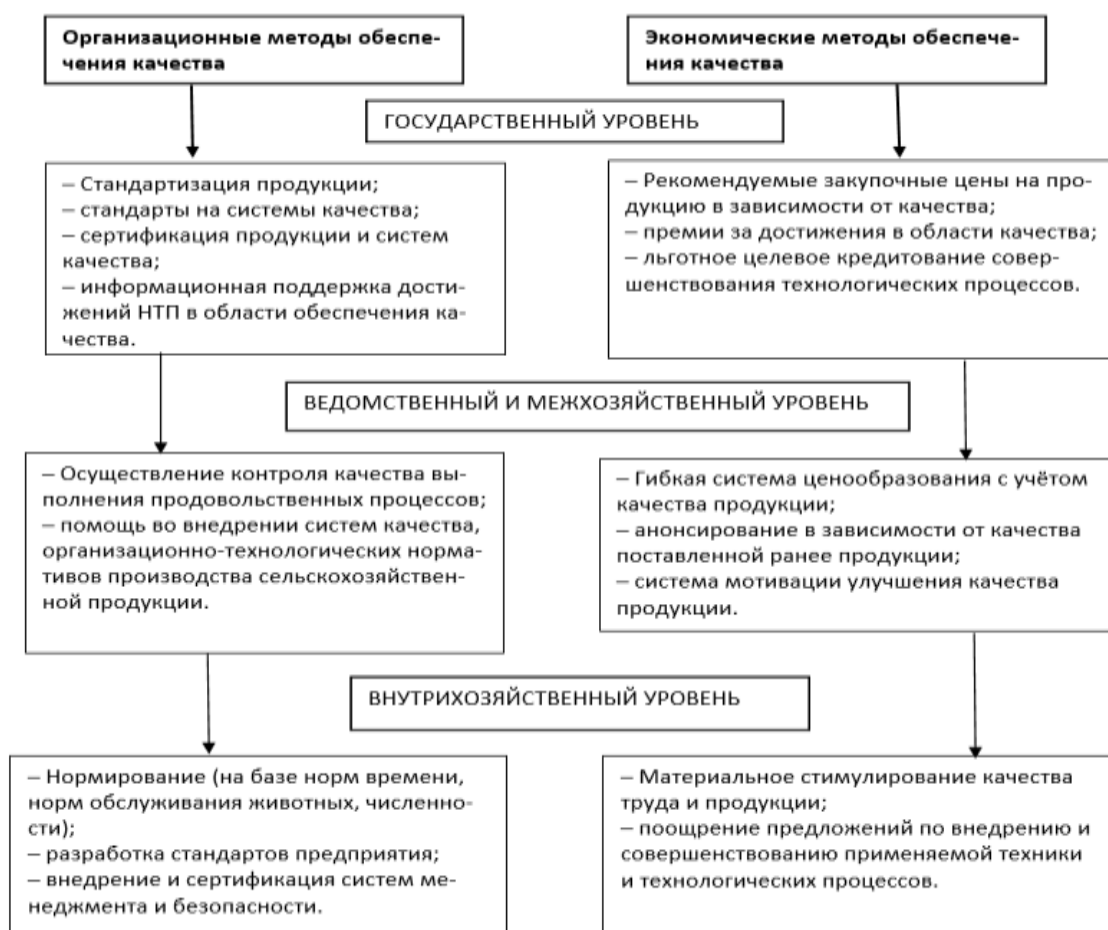 Организационные методы обеспе-
чения качества
Экономические методы обеспече-
ния качества
ГОСУДАРСТВЕННЫЙ УРОВЕНЬ
– Стандартизация продукции;
– стандарты на системы качества;
– сертификация продукции и систем
качества;
– информационная поддержка дости-
жений НТП в области обеспечения ка-
чества.
– Рекомендуемые закупочные цены на про-
дукцию в зависимости от качества;
– премии за достижения в области качества;
– льготное целевое кредитование совер-
шенствования технологических процессов.
ВЕДОМСТВЕННЫЙ И МЕЖХОЗЯЙСТВЕННЫЙ УРОВЕНЬ
– Осуществление контроля качества вы-
полнения продовольственных процессов;
– помощь во внедрении систем качества,
организационно-технологических норма-
тивов производства сельскохозяйствен-
ной продукции.
– Гибкая система ценообразования с учётом
качества продукции;
– анонсирование в зависимости от качества
поставленной ранее продукции;
– система мотивации улучшения качества
продукции.
ВНУТРИХОЗЯЙСТВЕННЫЙ УРОВЕНЬ
– Нормирование (на базе норм времени,
норм обслуживания животных, численно-
сти);
– разработка стандартов предприятия;
– внедрение и сертификация систем ме-
неджмента и безопасности.
– Материальное стимулирование качества
труда и продукции;
– поощрение предложений по внедрению и
совершенствованию применяемой техники
и технологических процессов.